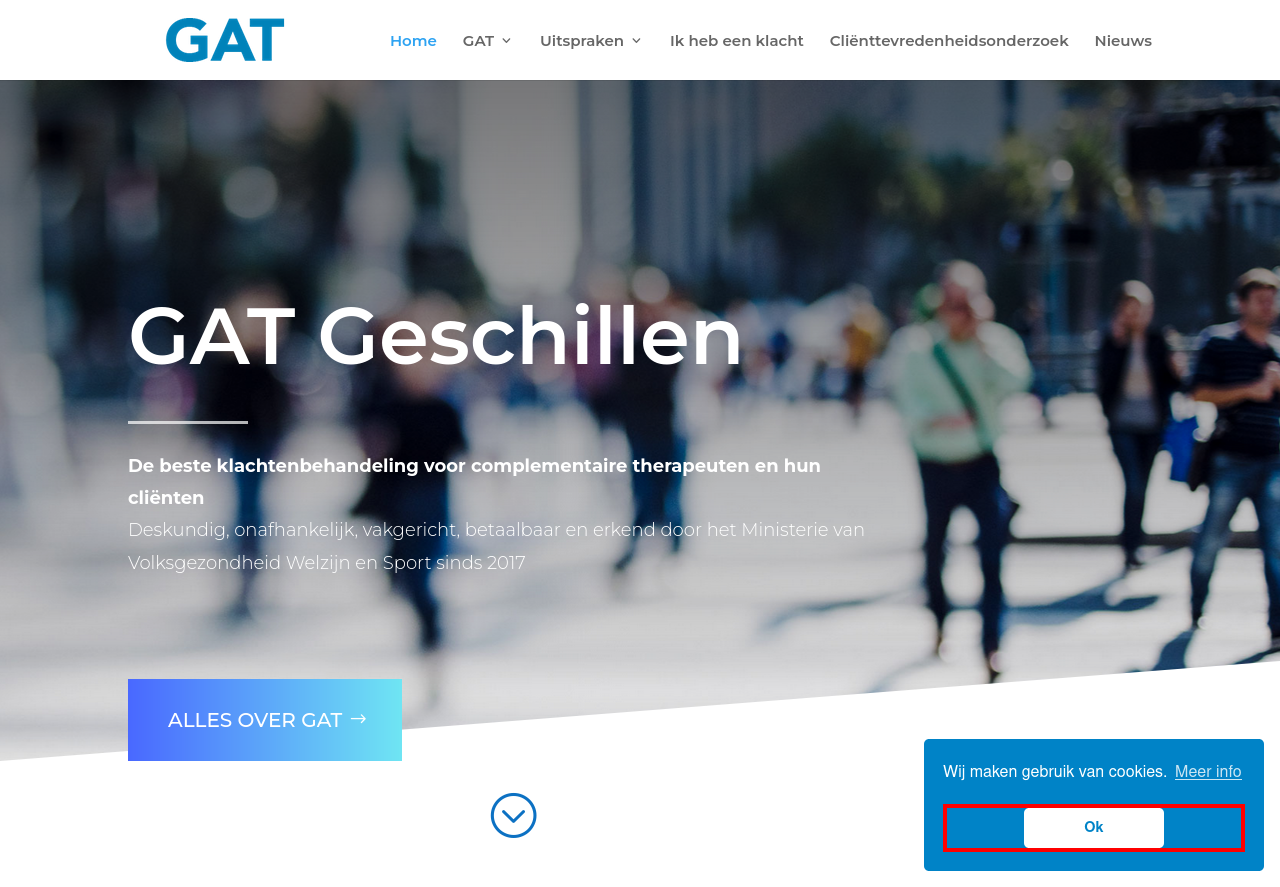 GAT
Home GAT Uitspraken Ik heb een klacht Cliënttevredenheidsonderzoek Nieuws
GAT Geschillen
De beste klachtenbehandeling voor complementaire therapeuten en hun
cliënten
Deskundig, onafhankelijk, vakgericht, betaalbaar en erkend door het Ministerie van
Volksgezondheid Welzijn en Sport sinds 2017
ALLES OVER GAT →
Wij maken gebruik van cookies. Meer info
Ok